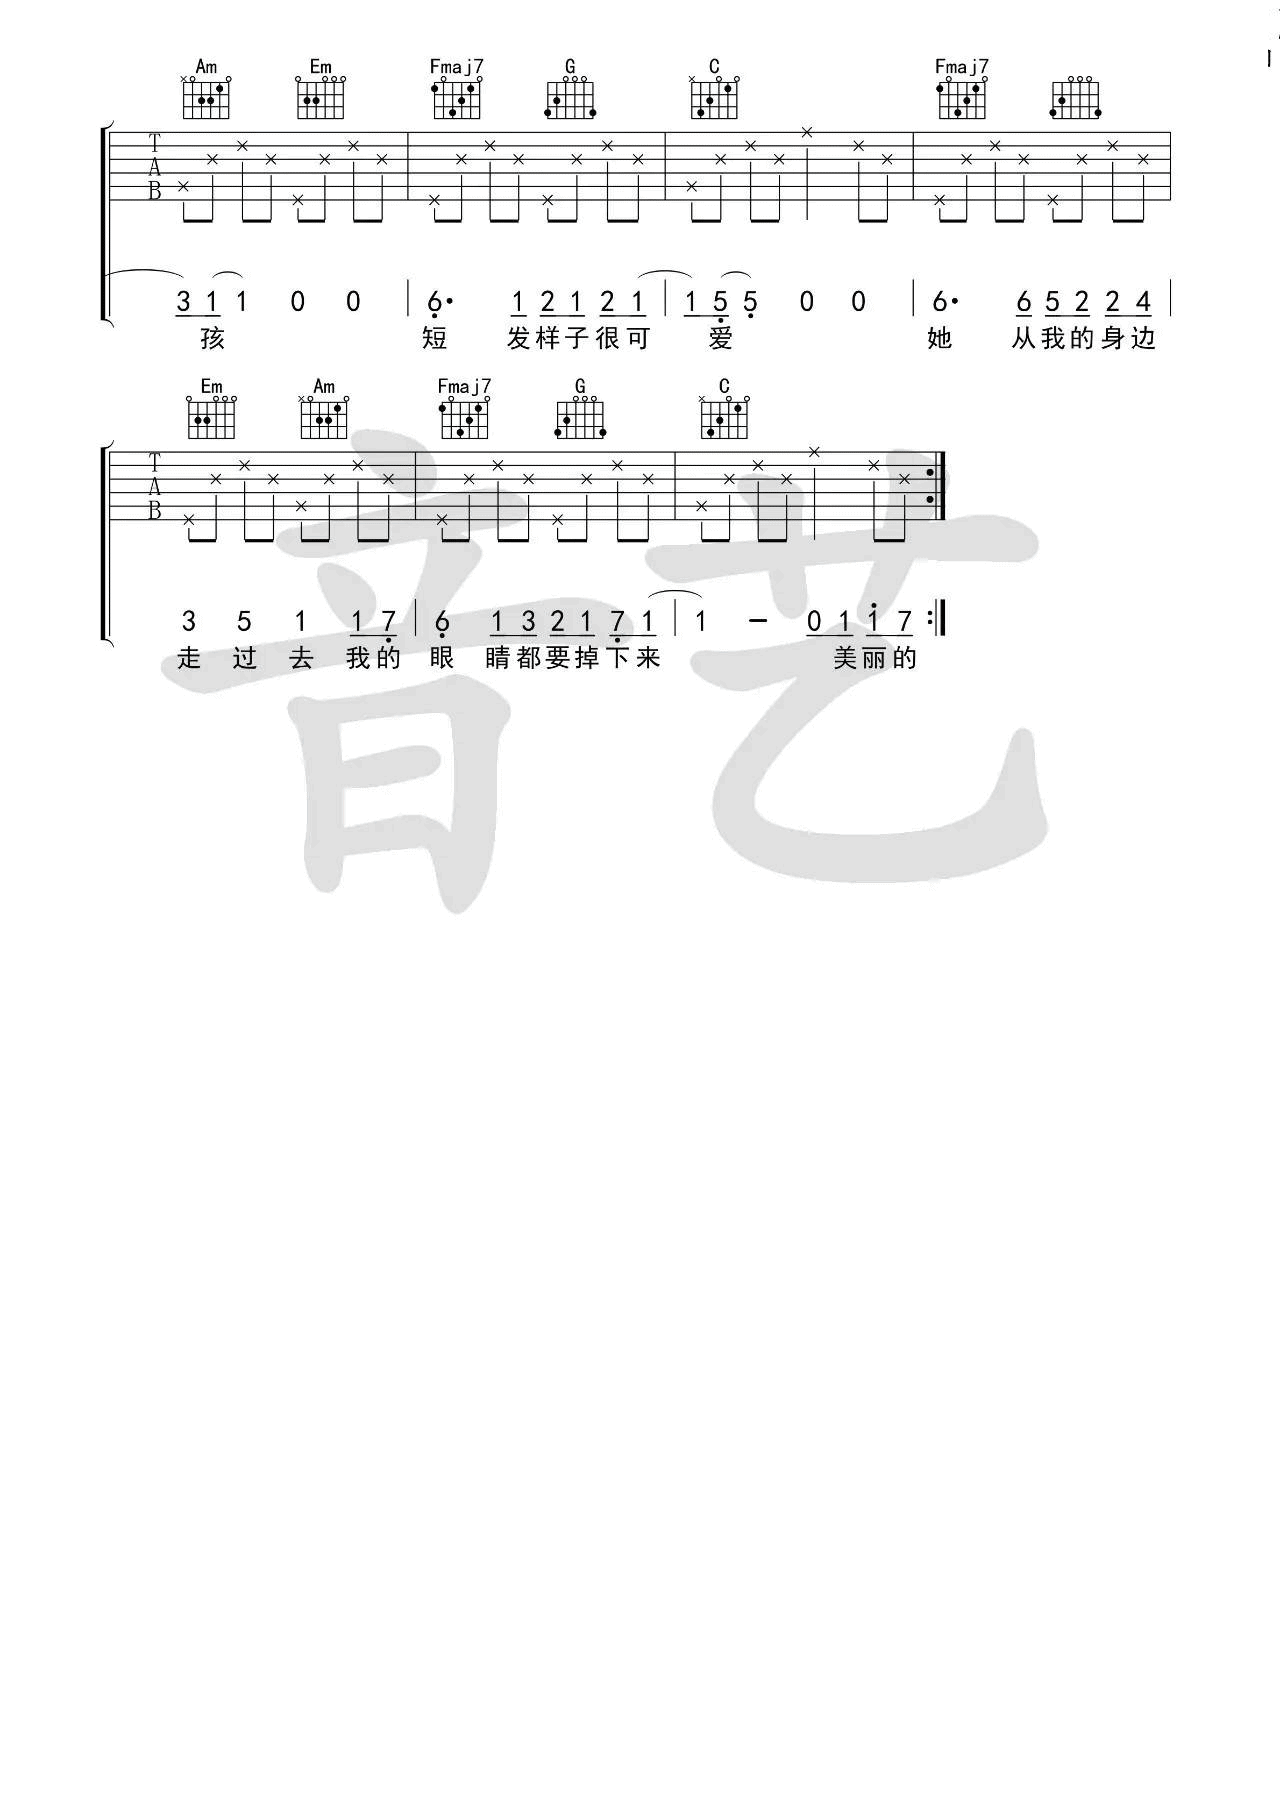 Am Em Fmaj7 G C Fmaj7
T
A
B
3 1 1 0 0 6· 1 2 1 2 1 1 5 5 0 0 6· 6 5 2 2 4
孩 短 发样子很可 爱 她 从我的身边
Em Am Fmaj7 G C
T
A
B
3 5 1 1 7 6 1 3 2 1 7 1 1 - 0 1 1 7
走 过 去 我的 眼 睛都要掉下来 美丽的
音艺